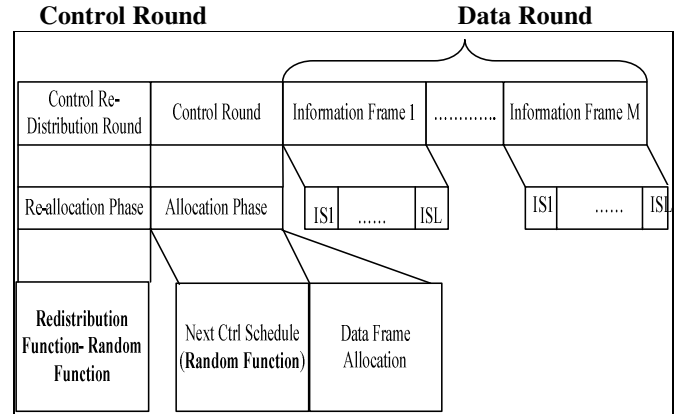 Control Round
Data Round
Control Re-
Distribution Round
Control Round
Information Frame 1
.............
Information Frame M
Re-allocation Phase
Allocation Phase
IS1
......
ISL
IS1
......
ISL
Redistribution
Function- Random
Function
Next Ctrl Schedule
(Random Function)
Data Frame
Allocation